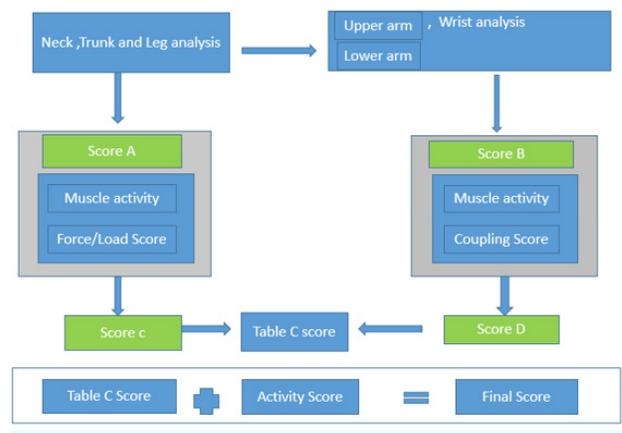 Neck ,Trunk and Leg analysis
Upper arm , Wrist analysis
Lower arm
Score A
Muscle activity
Force/Load Score
Score B
Muscle activity
Coupling Score
Score c
Table C score
Score D
Table C Score
Activity Score
Final Score